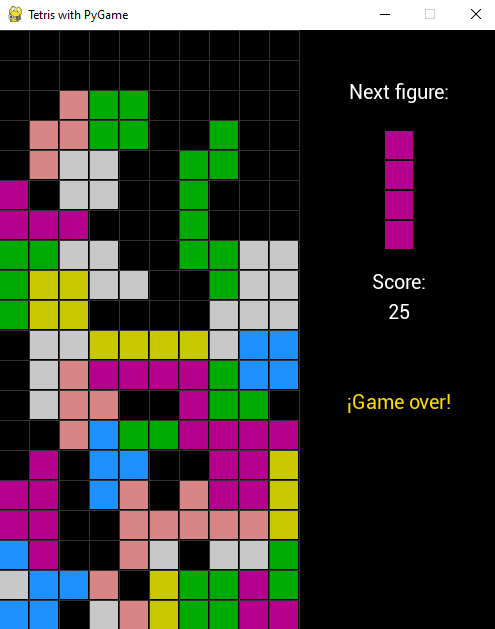 Tetris with PyGame
Next figure:
Score:
25
¡Game over!